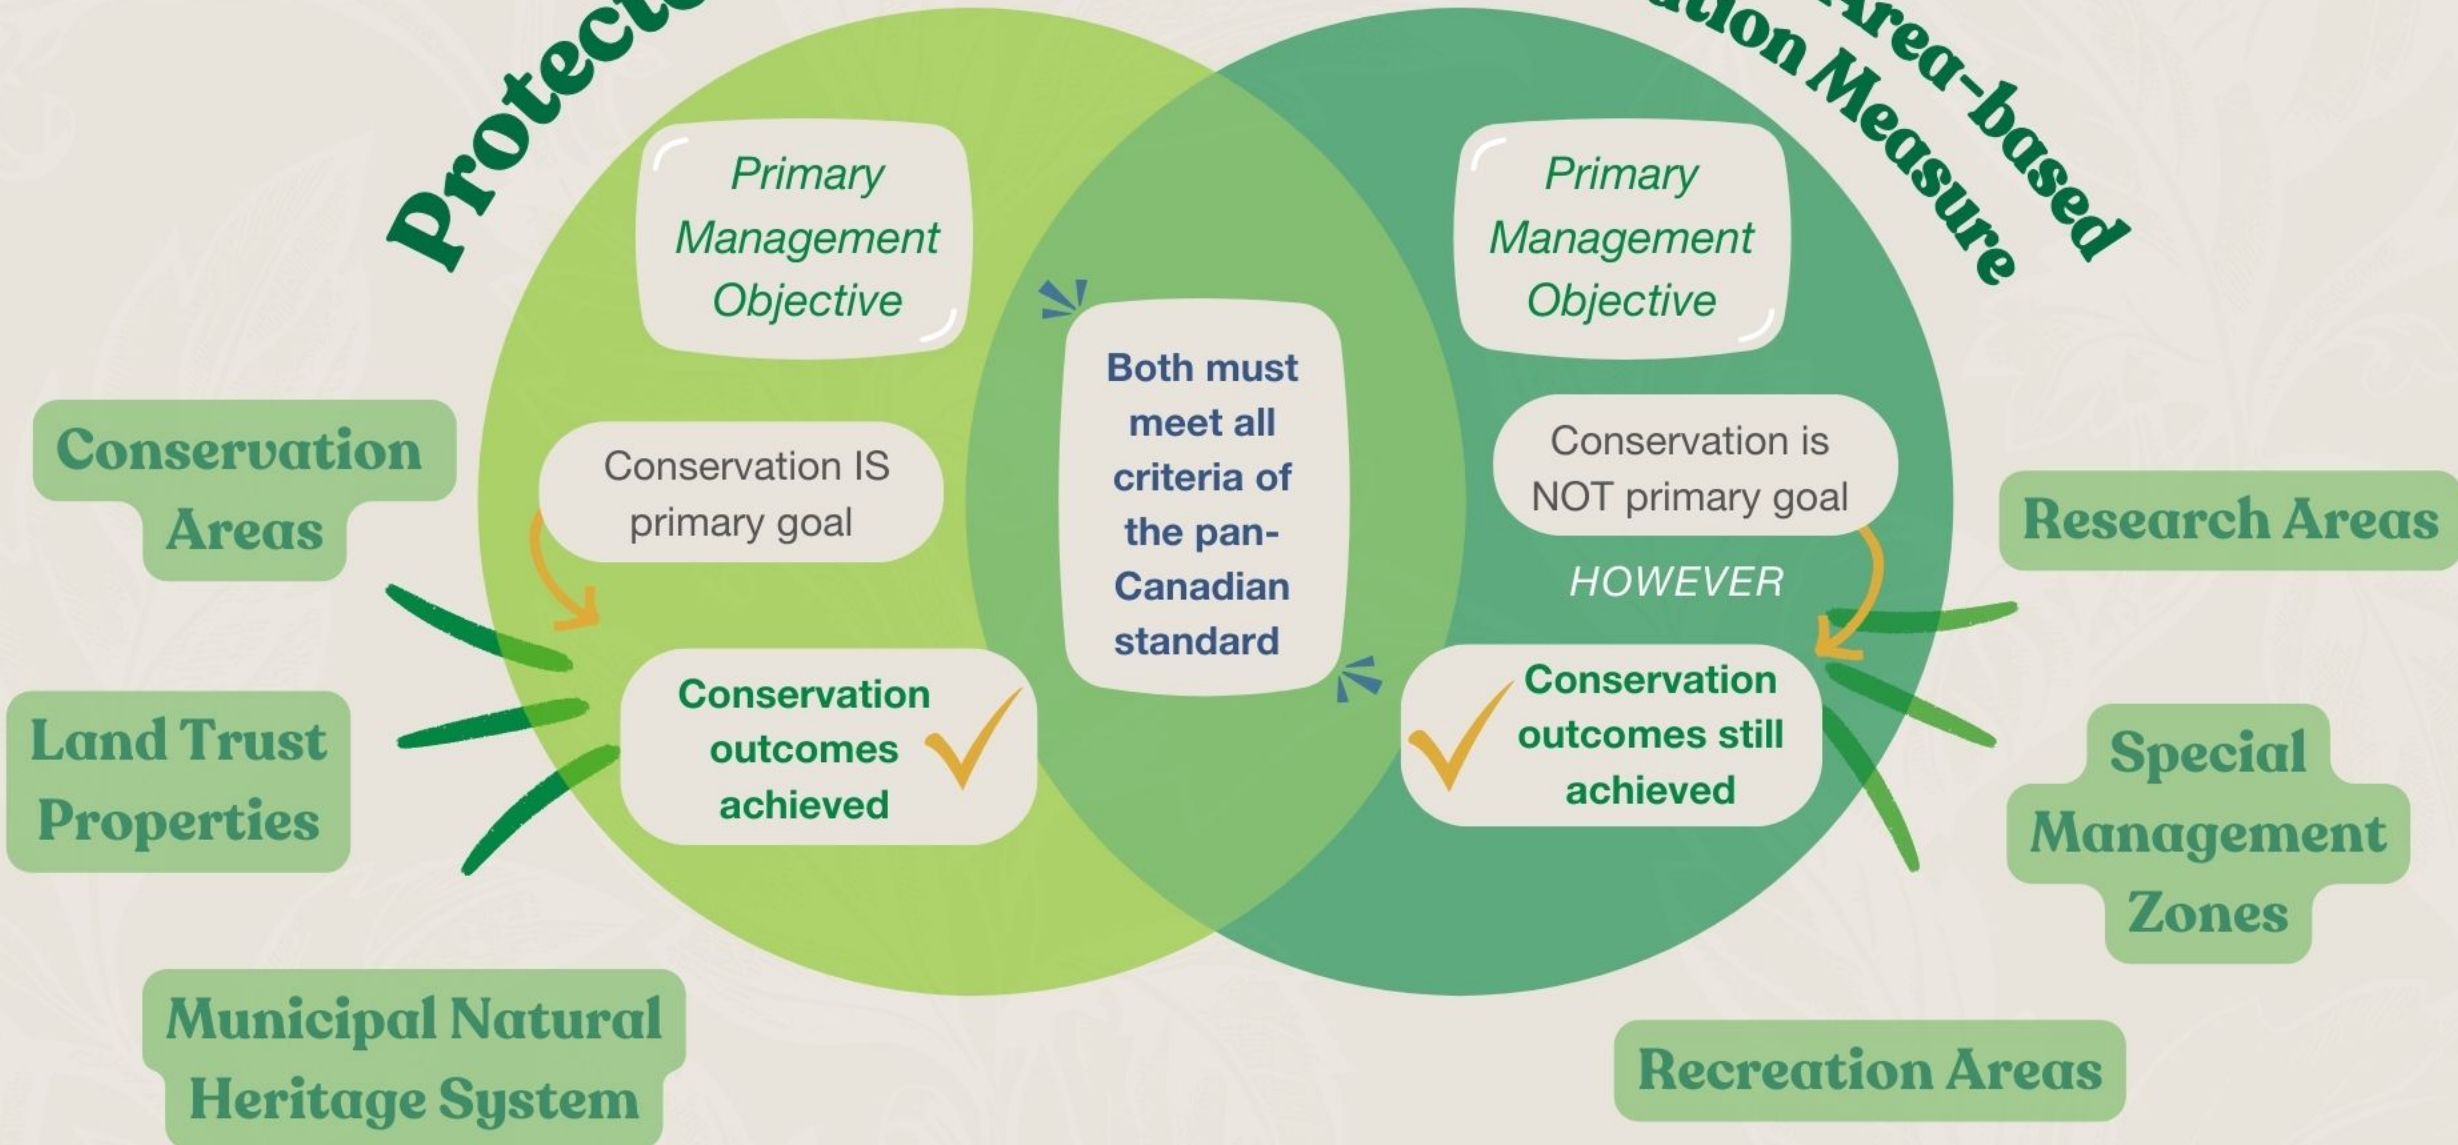 Area-based
Measure
Primary
Management
Objective
Conservation IS
primary goal
Conservation
outcomes
achieved
Both must
meet all
criteria of
the pan-
Canadian
standard
Primary
Management
Objective
Conservation is
NOT primary goal
HOWEVER
Conservation
outcomes still
achieved
Conservation
Areas
Land Trust
Properties
Municipal Natural
Heritage System
Research Areas
Special
Management
Zones
Recreation Areas